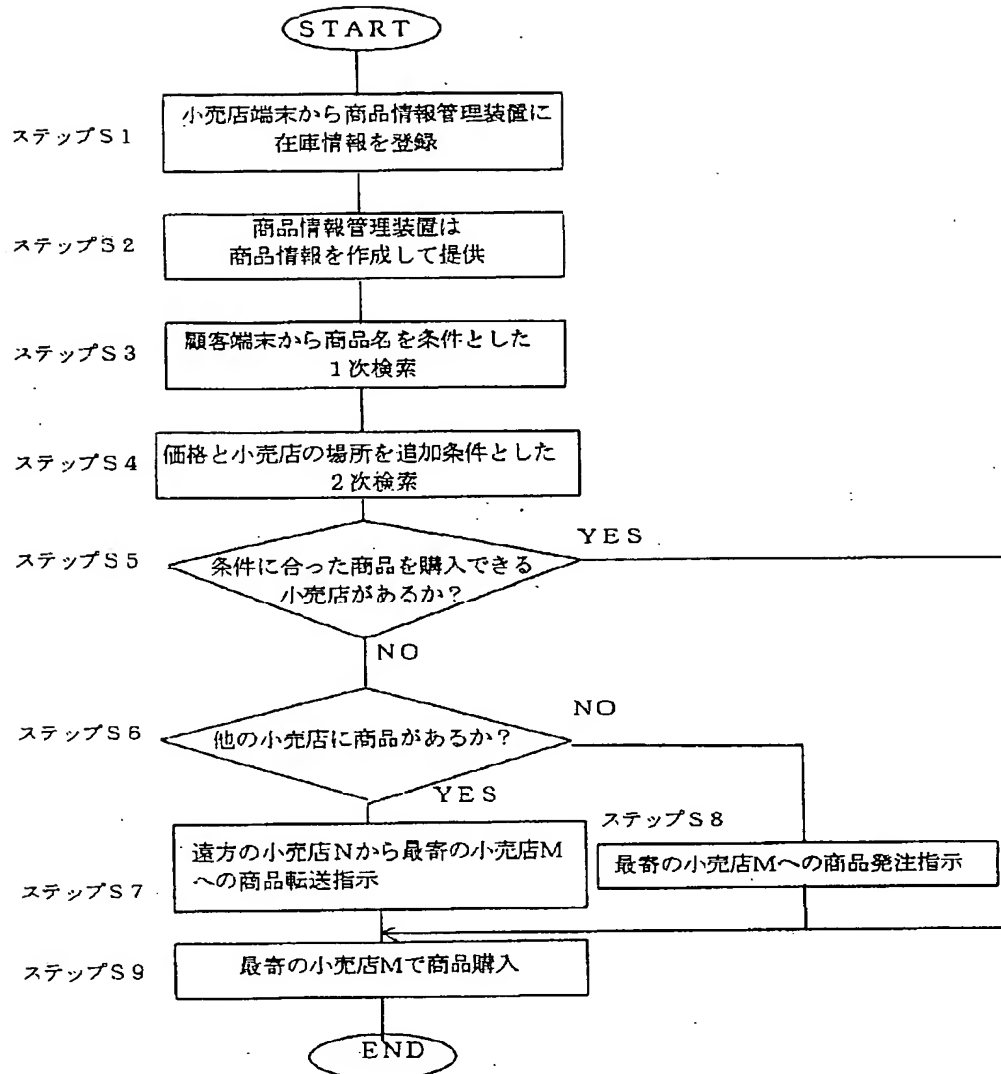 START
ステップS1
小売店端末から商品情報管理装置に
在庫情報を登録
ステップS2
商品情報管理装置は
商品情報を作成して提供
ステップS3
顧客端末から商品名を条件とした
1次検索
ステップS4
価格と小売店の場所を追加条件とした
2次検索
ステップS5
条件に合った商品を購入できる
小売店があるか?
YES
NO
ステップS6
他の小売店に商品があるか?
NO
YES
ステップS7
遠方の小売店Nから最寄の小売店M
への商品転送指示
ステップS8
最寄の小売店Mへの商品発注指示
ステップS9
最寄の小売店Mで商品購入
END